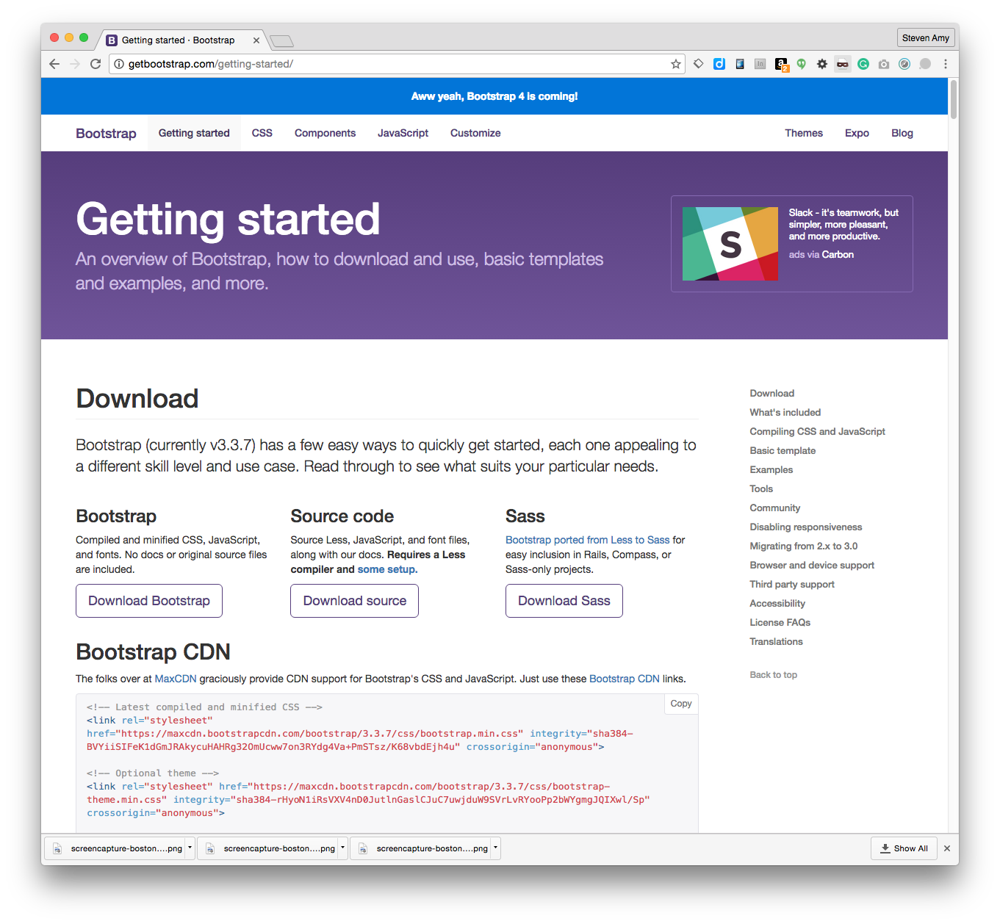 Getting started · Bootstrap
Steven Amy
getbootstrap.com/getting-started/
Aww yeah, Bootstrap 4 is coming!
Bootstrap Getting started CSS Components JavaScript Customize Themes Expo Blog
Getting started
An overview of Bootstrap, how to download and use, basic templates
and examples, and more.
S
Slack - it's teamwork, but
simpler, more pleasant,
and more productive.
ads via Carbon
Download
Bootstrap (currently v3.3.7) has a few easy ways to quickly get started, each one appealing to
a different skill level and use case. Read through to see what suits your particular needs.
Bootstrap
Compiled and minified CSS, JavaScript,
and fonts. No docs or original source files
are included.
Download Bootstrap
Source code
Source Less, JavaScript, and font files,
along with our docs. Requires a Less
compiler and some setup.
Download source
Sass
Bootstrap ported from Less to Sass for
easy inclusion in Rails, Compass, or
Sass-only projects.
Download Sass
Bootstrap CDN
The folks over at MaxCDN graciously provide CDN support for Bootstrap's CSS and JavaScript. Just use these Bootstrap CDN links.
Copy
<!-- Latest compiled and minified CSS -->
<link rel="stylesheet"
href="https://maxcdn.bootstrapcdn.com/bootstrap/3.3.7/css/bootstrap.min.css" integrity="sha384-
BVYiiSIFeK1dGmJRAkycuHAHRg32OmUcww7on3RYdg4Va+PmSTsz/K68vbdEjh4u" crossorigin="anonymous">
<!-- Optional theme -->
<link rel="stylesheet" href="https://maxcdn.bootstrapcdn.com/bootstrap/3.3.7/css/bootstrap-
theme.min.css" integrity="sha384-rHyoN1iRsVXV4nD0JutlnGaslCJuC7uwjduW9SVrLvRYooPp2bWYgmgJQIXwl/Sp"
crossorigin="anonymous">
Download
What's included
Compiling CSS and JavaScript
Basic template
Examples
Tools
Community
Disabling responsiveness
Migrating from 2.x to 3.0
Browser and device support
Third party support
Accessibility
License FAQs
Translations
Back to top
screencapture-boston....png
screencapture-boston....png
screencapture-boston....png
Show All